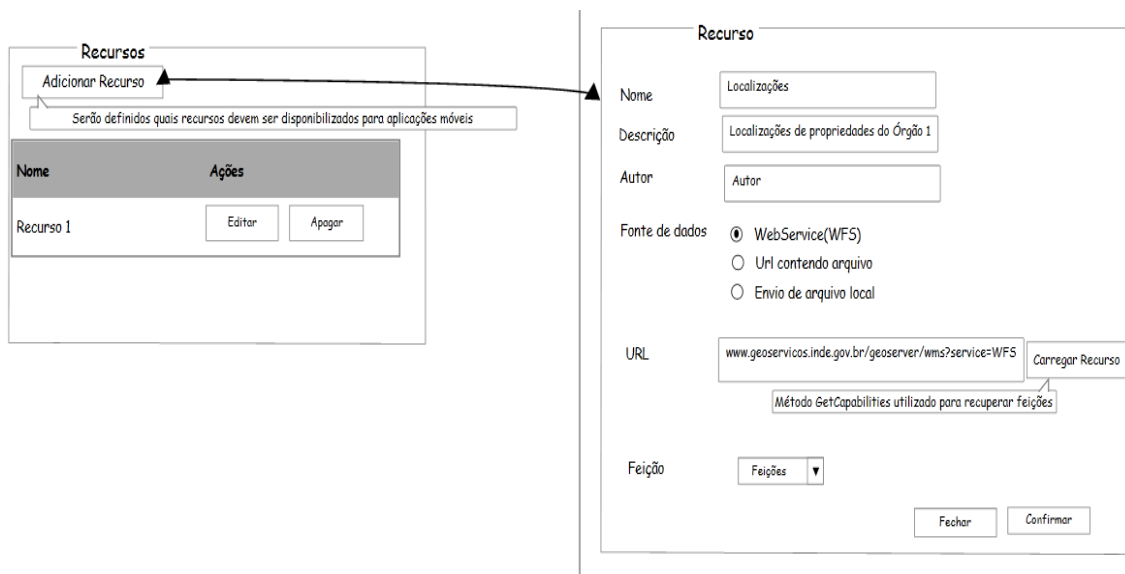 Recursos
Adicionar Recurso
Serão definidos quais recursos devem ser disponibilizados para aplicações móveis
Nome Ações
Recurso 1 Editar Apagar
Recurso
Nome Localizações
Descrição Localizações de propriedades do Órgão 1
Autor Autor
Fonte de dados WebService(WFS)
Url contendo arquivo
Envio de arquivo local
URL www.geoservicos.inde.gov.br/geoserver/wms?service=WFS Carregar Recurso
Método GetCapabilities utilizado para recuperar feições
Feição Feições
Fechar Confirmar